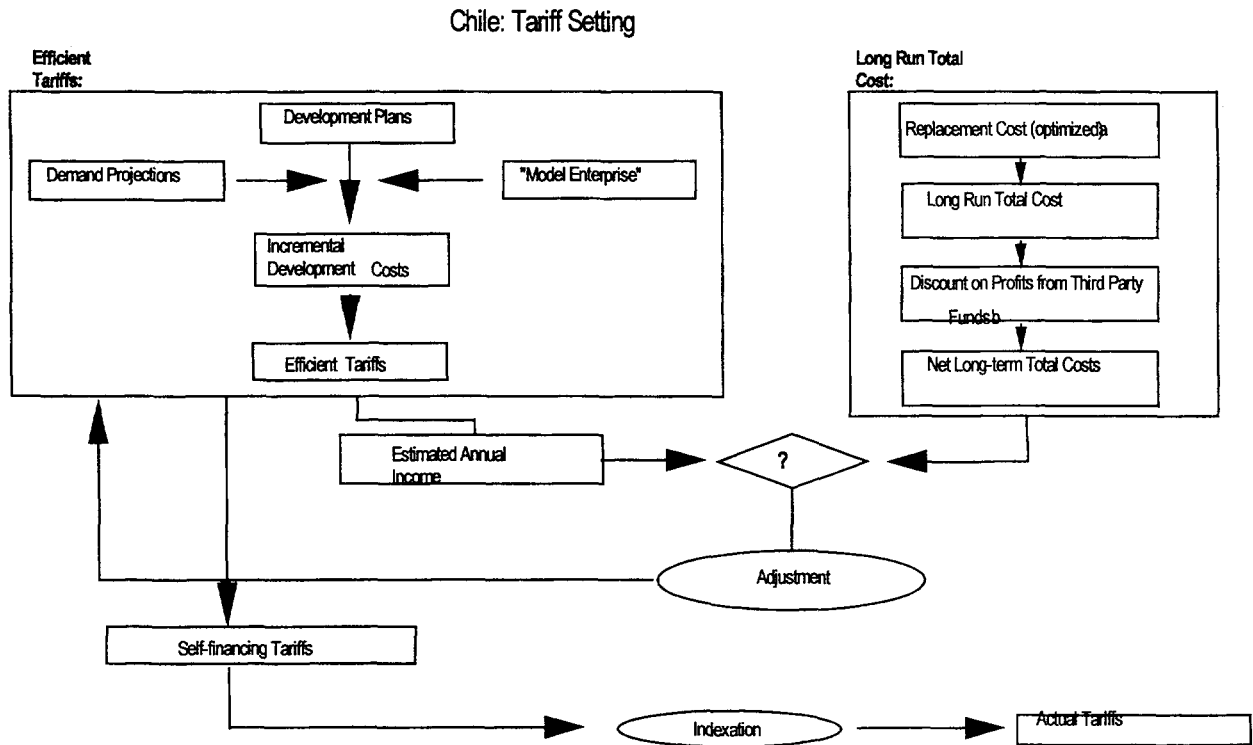 Chile: Tariff Setting
Efficient
Tariffs:
Development Plans
Demand Projections
"Model Enterprise"
Incremental
Development Costs
Efficient Tariffs
Long Run Total
Cost:
Replacement Cost (optimized)a
Long Run Total Cost
Discount on Profits from Third Party
Funds b
Net Long-term Total Costs
Estimated Annual
Income
?
Adjustment
Self-financing Tariffs
Indexation
Actual Tariffs